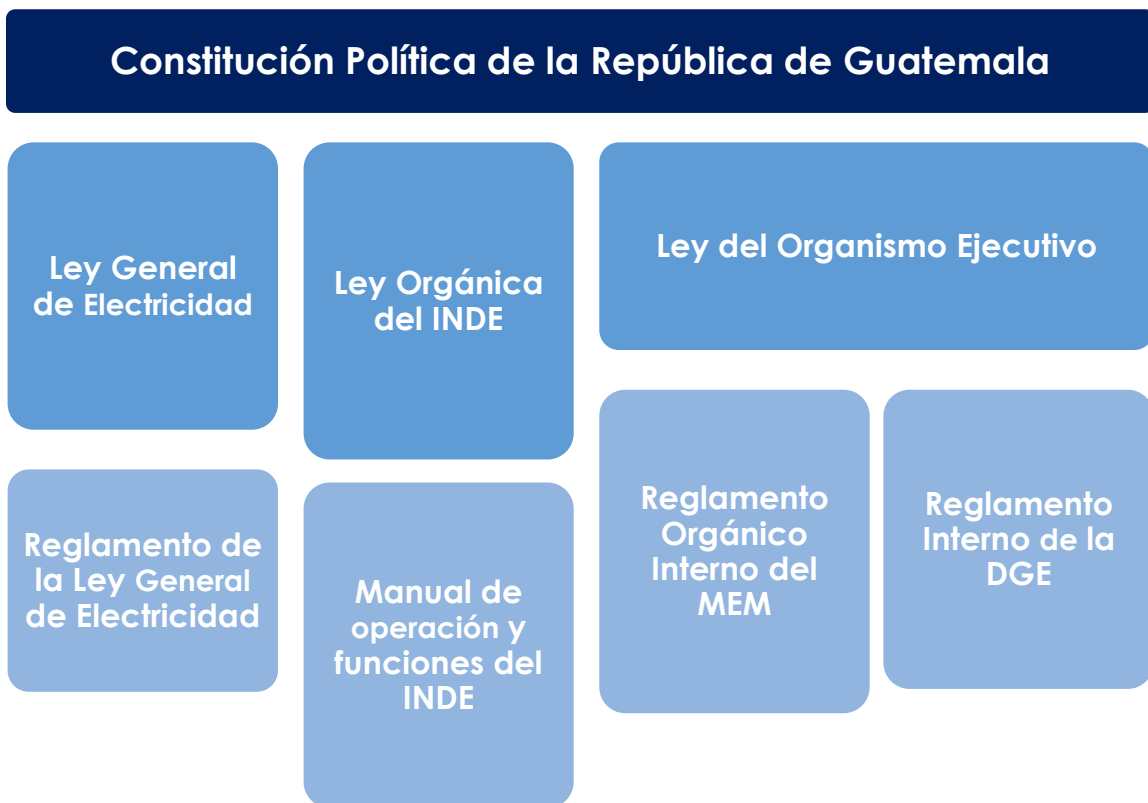 Constitución Política de la República de Guatemala
Ley General
de Electricidad
Ley Orgánica
del INDE
Ley del Organismo Ejecutivo
Reglamento de
la Ley General
de Electricidad
Manual de
operación y
funciones del
INDE
Reglamento
Orgánico
Interno del
MEM
Reglamento
Interno de la
DGE